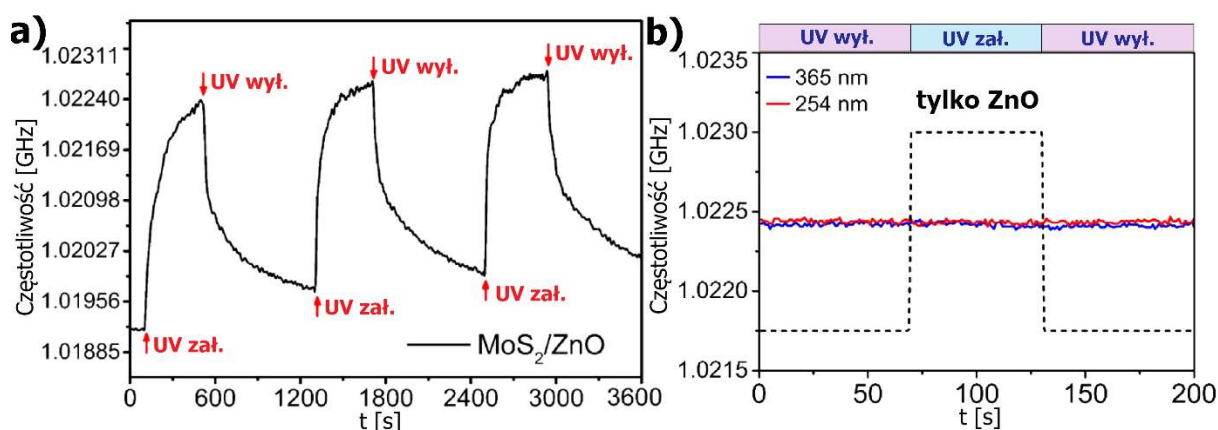 a)
Częstotliwość [GHz]
1.02311
1.02240
1.02169
1.02098
1.02027
1.01956
1.01885
UV wył.
UV wył.
UV wył.
UV zał.
UV zał.
UV zał.
MoS₂/ZnO
0 600 1200 1800 2400 3000 3600
t [s]
b)
UV wył. UV zał. UV wył.
Częstotliwość [GHz]
1.0235
1.0230
1.0225
1.0220
1.0215
365 nm
254 nm
tylko ZnO
0 50 100 150 200
t [s]